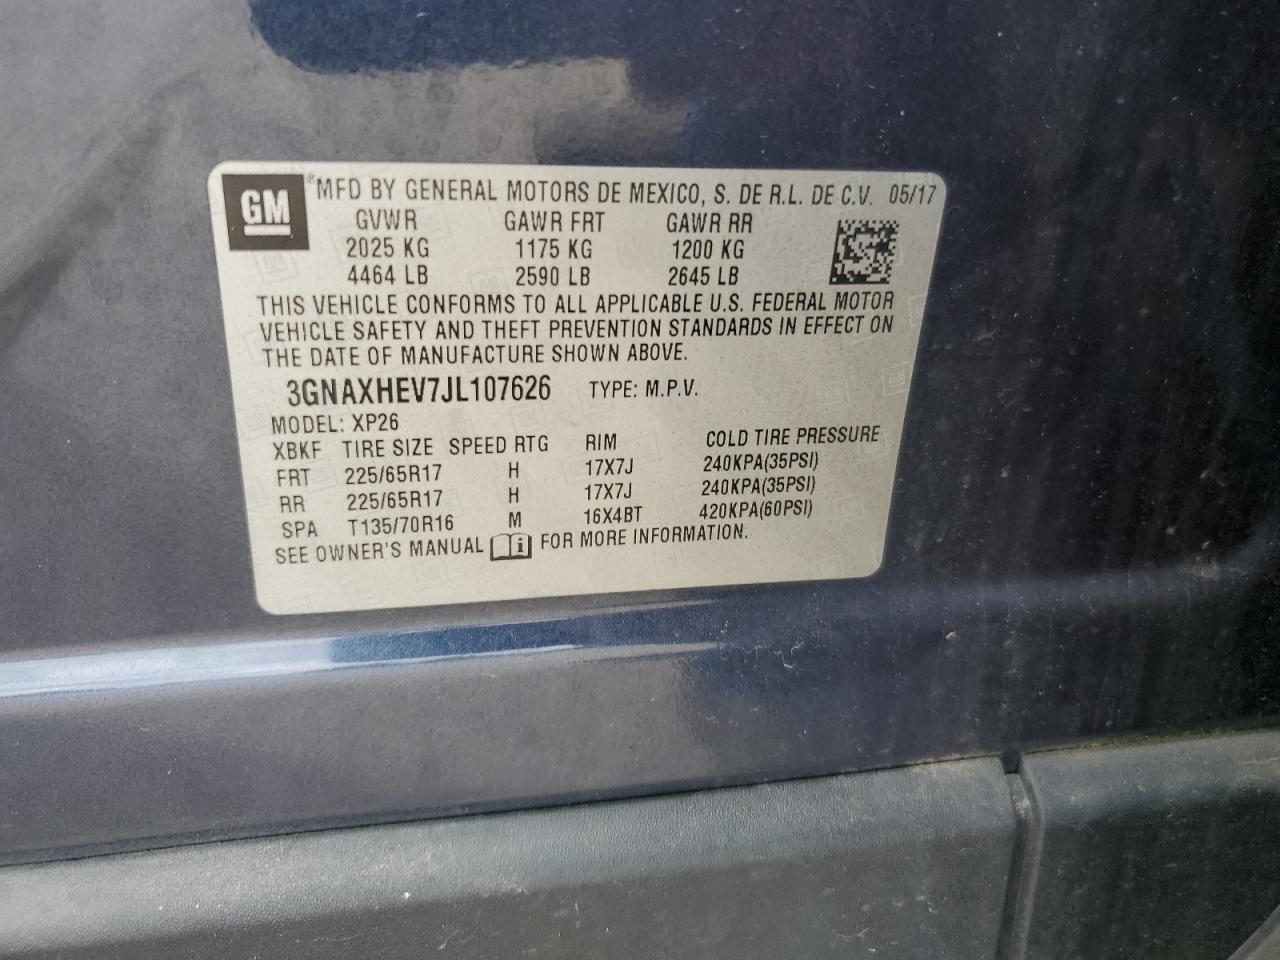 GM ® MFD BY GENERAL MOTORS DE MEXICO, S. DE R.L. DE C.V. 05/17
GVWR GAWR FRT GAWR RR
2025 KG 1175 KG 1200 KG
4464 LB 2590 LB 2645 LB
THIS VEHICLE CONFORMS TO ALL APPLICABLE U.S. FEDERAL MOTOR
VEHICLE SAFETY AND THEFT PREVENTION STANDARDS IN EFFECT ON
THE DATE OF MANUFACTURE SHOWN ABOVE.
3GNAXHEV7JL107626 TYPE: M.P.V.
MODEL: XP26
XBKF TIRE SIZE SPEED RTG RIM COLD TIRE PRESSURE
FRT 225/65R17 H 17X7J 240KPA(35PSI)
RR 225/65R17 H 17X7J 240KPA(35PSI)
SPA T135/70R16 M 16X4BT 420KPA(60PSI)
SEE OWNER'S MANUAL FOR MORE INFORMATION.